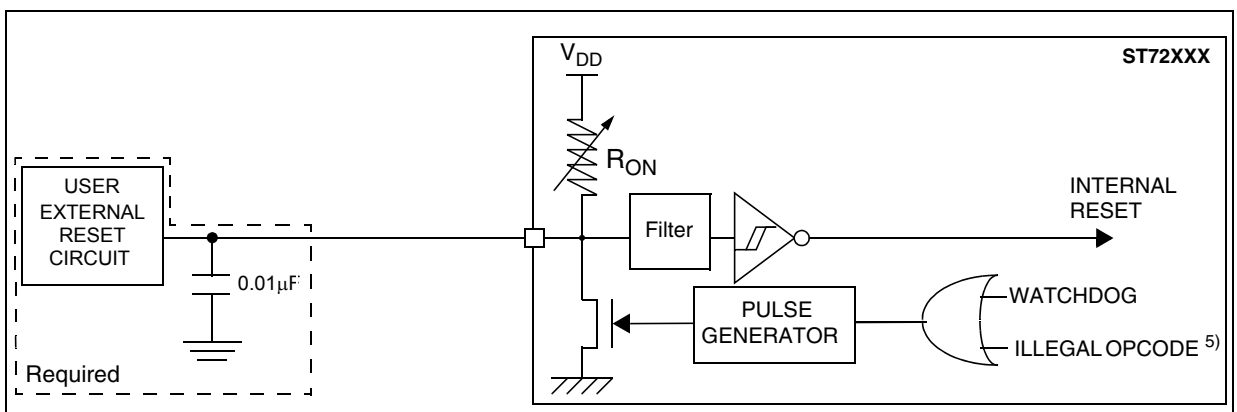 ST72XXX
VDD
RON
USER
EXTERNAL
RESET
CIRCUIT
0.01µF
Required
Filter
INTERNAL
RESET
PULSE
GENERATOR
WATCHDOG
ILLEGAL OPCODE 5)